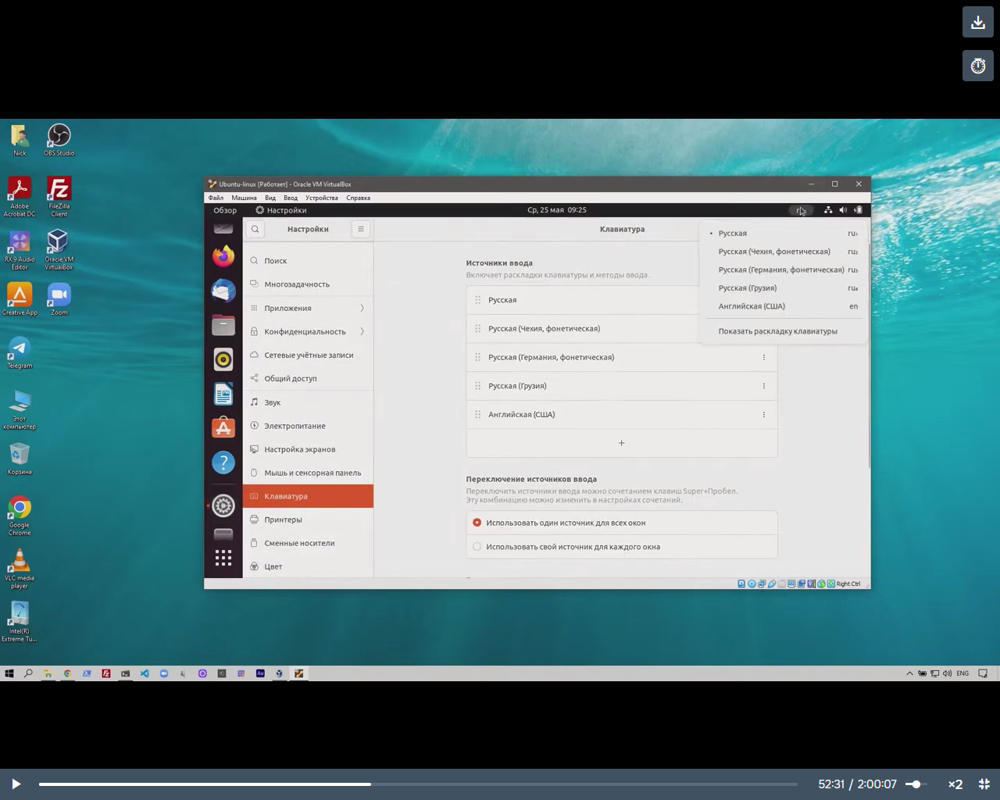 Nick
OBS Studio
Adobe
Acrobat DC
FileZilla
Client
RX 9 Audio
Editor
Oracle VM
VirtualBox
Creative App
Zoom
Telegram
Этот
компьютер
Корзина
Google
Chrome
VLC media
player
Intel(R)
Extreme Tu...
Ubuntu-linux [Работает] - Oracle VM VirtualBox
Файл Машина Вид Ввод Устройства Справка
Обзор Настройки Ср, 25 мая 09:25
Настройки
Поиск
Многозадачность
Приложения
Конфиденциальность
Сетевые учётные записи
Общий доступ
Звук
Электропитание
Настройка экранов
Мышь и сенсорная панель
Клавиатура
Принтеры
Сменные носители
Цвет
Клавиатура
Источники ввода
Включает раскладки клавиатуры и методы ввода.
Русская
Русская (Чехия, фонетическая)
Русская (Германия, фонетическая)
Русская (Грузия)
Английская (США)
+
Переключение источников ввода
Переключить источники ввода можно сочетанием клавиш Super+Пробел.
Эту комбинацию можно изменить в настройках сочетаний.
Использовать один источник для всех окон
Использовать свой источник для каждого окна
• Русская ru₁
Русская (Чехия, фонетическая) ru₂
Русская (Германия, фонетическая) ru₃
Русская (Грузия) ru₄
Английская (США) en
Показать раскладку клавиатуры
Right Ctrl
ENG
52:31 / 2:00:07 ×2